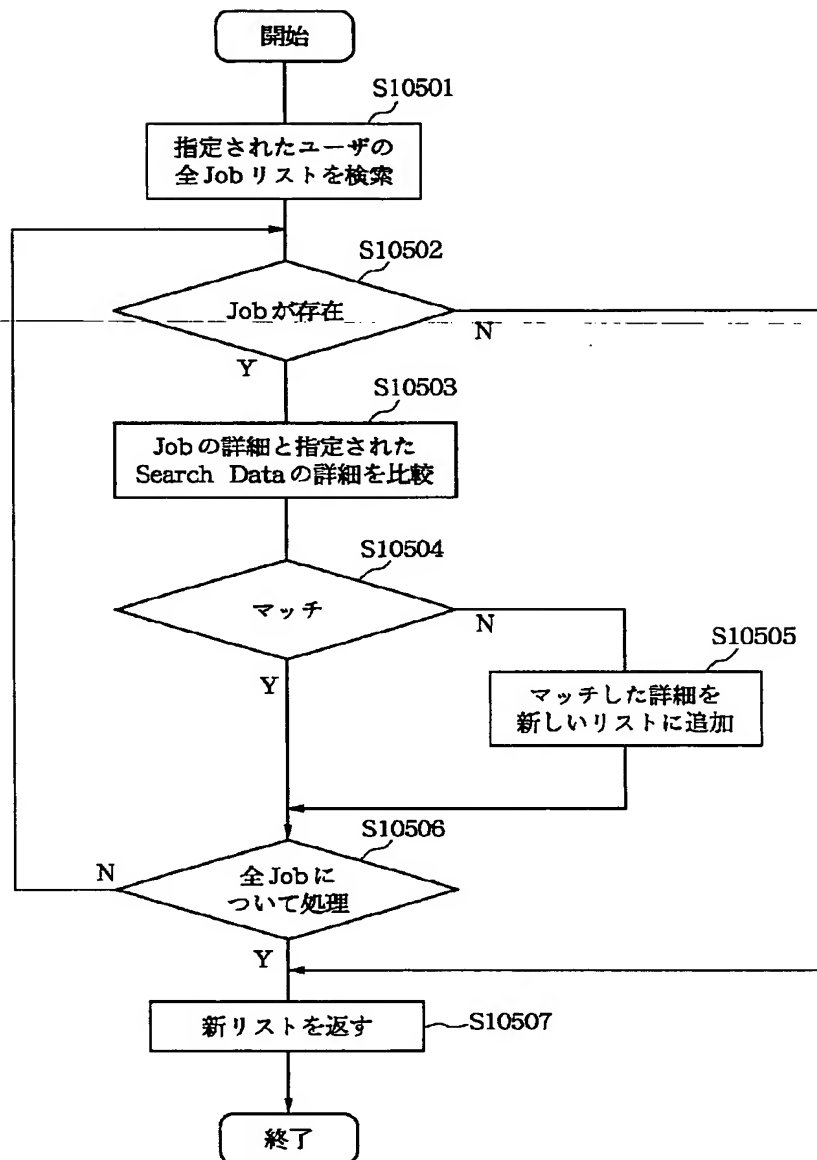 開始
S10501
指定されたユーザの
全Jobリストを検索
S10502
Jobが存在
N
Y
S10503
Jobの詳細と指定された
Search Dataの詳細を比較
S10504
マッチ
N
Y
S10505
マッチした詳細を
新しいリストに追加
S10506
全Jobに
ついて処理
N
Y
新リストを返す
S10507
終了